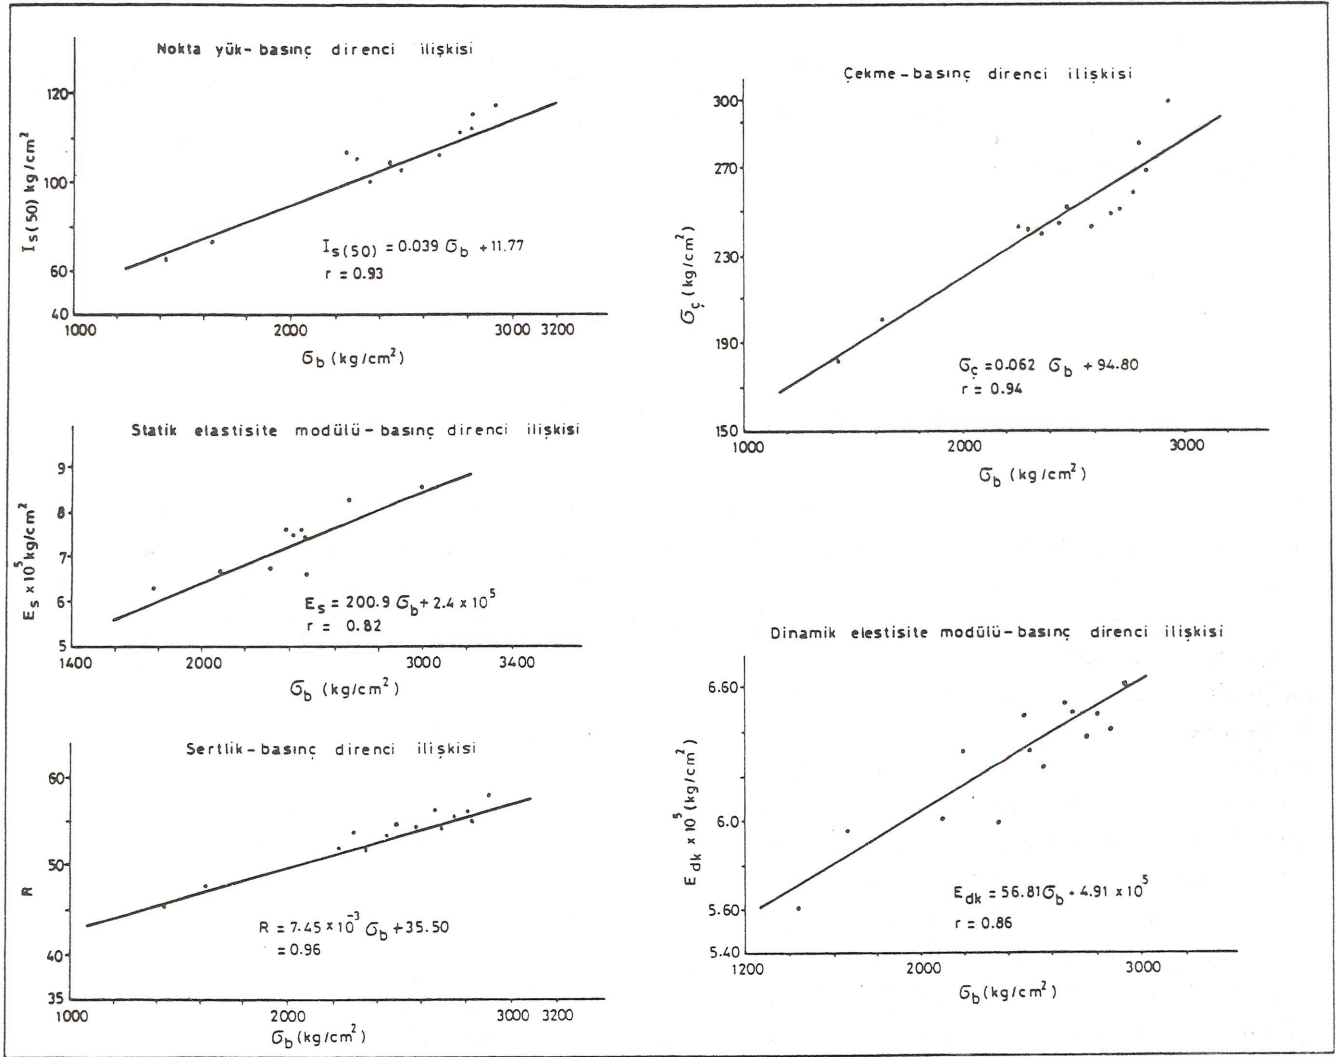 Nokta yük-basınç direnci ilişkisi
I s(50) kg/cm²
120
100
60
40
1000
2000
3000
3200
I s(50) = 0.039 σb + 11.77
r = 0.93
σb (kg/cm²)
Çekme-basınç direnci ilişkisi
σç (kg/cm²)
300
270
230
190
150
1000
2000
3000
σç = 0.062 σb + 94.80
r = 0.94
σb (kg/cm²)
Statik elastisite modülü-basınç direnci ilişkisi
Es x 10⁵ kg/cm²
9
8
7
6
5
1400
2000
3000
3400
Es = 200.9 σb + 2.4 x 10⁵
r = 0.82
σb (kg/cm²)
Dinamik elestisite modülü-basınç direnci ilişkisi
E dk x 10⁵ (kg/cm²)
6.60
6.0
5.60
5.40
1200
2000
3000
Edk = 56.81σb + 4.91 x 10⁵
r = 0.86
σb (kg/cm²)
Sertlik-basınç direnci ilişkisi
R
60
50
40
35
1000
2000
3000
3200
R = 7.45 x 10⁻³ σb + 35.50
= 0.96
σb (kg/cm²)